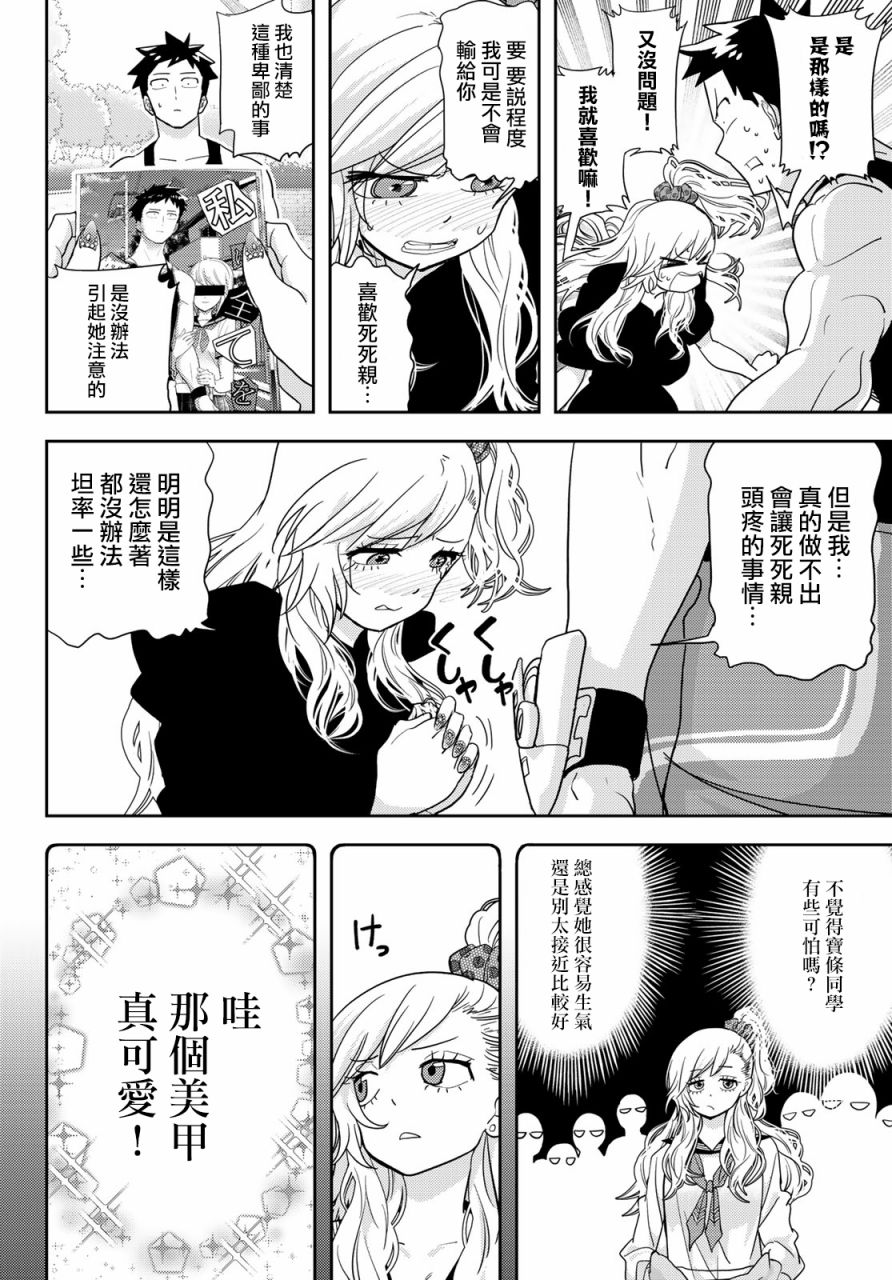 是
是那樣的嗎!?
又沒問題！
我就喜歡嘛！
要 要說程度
我可是不會
輸給你
喜歡死死親…
我也清楚
這種卑鄙的事
私
全
て
を
是沒辦法
引起她注意的
但是我…
真的做不出
會讓死死親
頭疼的事情…
明明是這樣
還怎麼著
都沒辦法
坦率一些…
くしゃ
くしゃ
不覺得寶條同學
有些可怕嗎？
總感覺她很容易生氣
還是別太接近比較好
けっ
哇
那個美甲
真可愛！